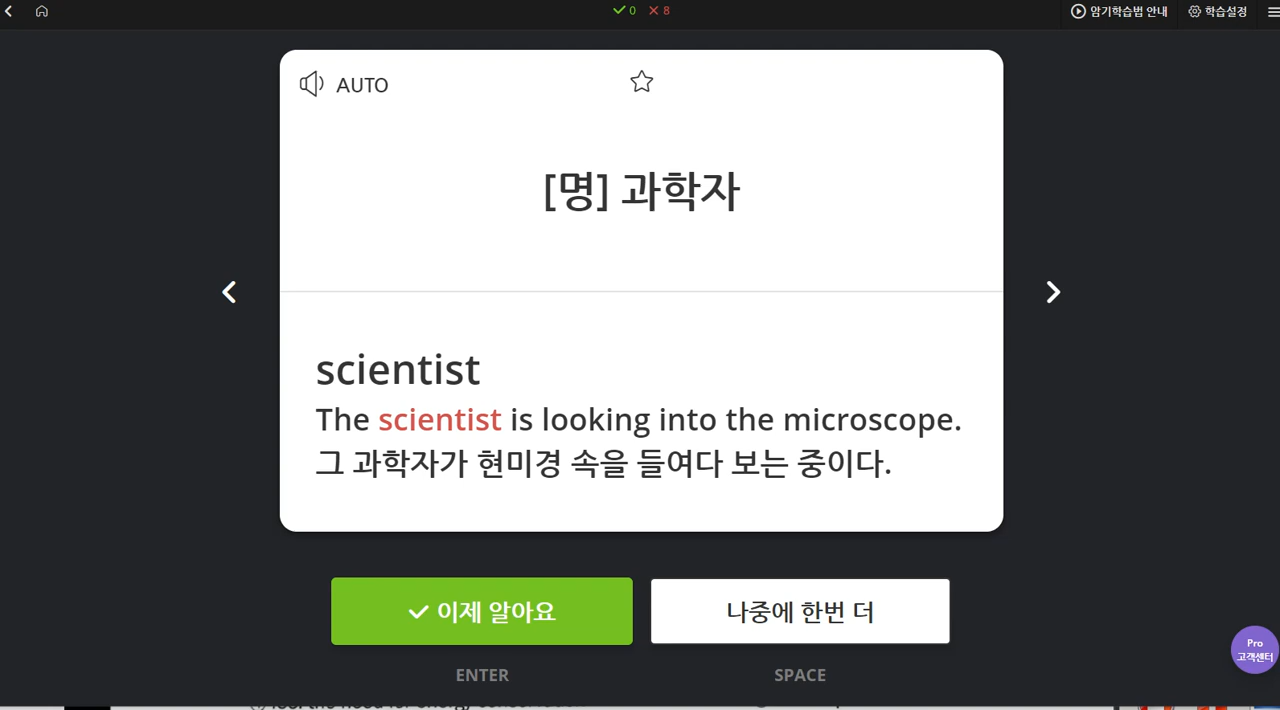 0 8 암기학습법 안내 학습설정
AUTO
[명] 과학자
scientist
The scientist is looking into the microscope.
그 과학자가 현미경 속을 들여다 보는 중이다.
이제 알아요 나중에 한번 더
ENTER SPACE
Pro
고객센터